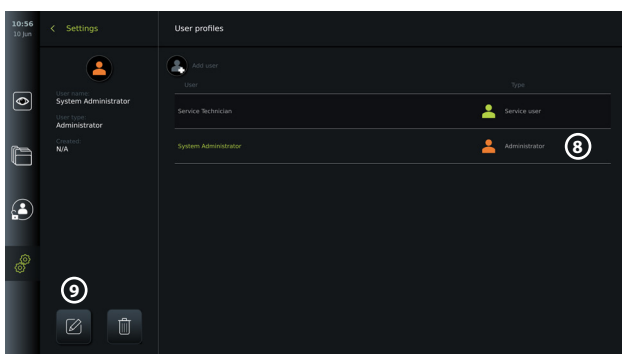 10:56
10 Jun
Settings
User profiles
Add user
User
Type
User name:
System Administrator
User type:
Administrator
Created:
N/A
Service Technician
Service user
System Administrator
Administrator
8
9